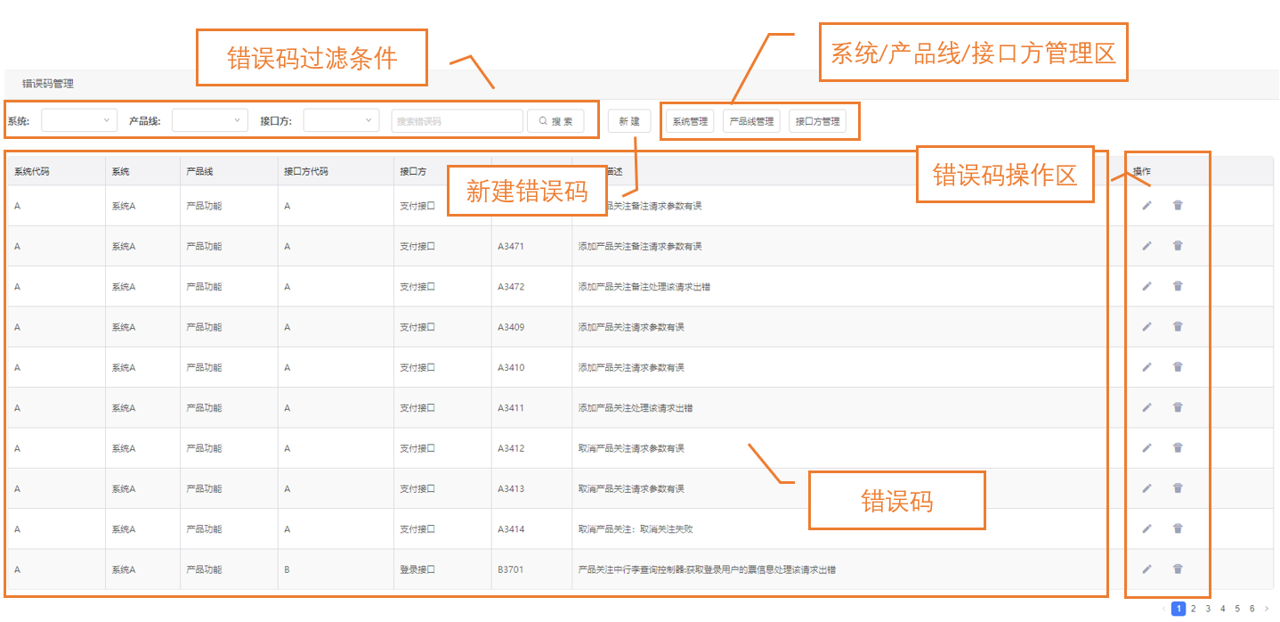 错误码过滤条件
系统/产品线/接口方管理区
错误码管理
系统: 产品线: 接口方: 搜索错误码 搜索 新建 系统管理 产品线管理 接口方管理
系统代码 系统 产品线 接口方代码 接口方 描述 操作
新建错误码
错误码操作区
A 系统A 产品功能 A 支付接口 品关注备注请求参数有误
A 系统A 产品功能 A 支付接口 A3471 添加产品关注备注请求参数有误
A 系统A 产品功能 A 支付接口 A3472 添加产品关注备注处理该请求出错
A 系统A 产品功能 A 支付接口 A3409 添加产品关注请求参数有误
A 系统A 产品功能 A 支付接口 A3410 添加产品关注请求参数有误
A 系统A 产品功能 A 支付接口 A3411 添加产品关注处理该请求出错
A 系统A 产品功能 A 支付接口 A3412 取消产品关注请求参数有误
A 系统A 产品功能 A 支付接口 A3413 取消产品关注请求参数有误
错误码
A 系统A 产品功能 A 支付接口 A3414 取消产品关注：取消关注失败
A 系统A 产品功能 B 登录接口 B3701 产品关注中行李查询控制器:获取登录用户的票信息处理该请求出错
1 2 3 4 5 6